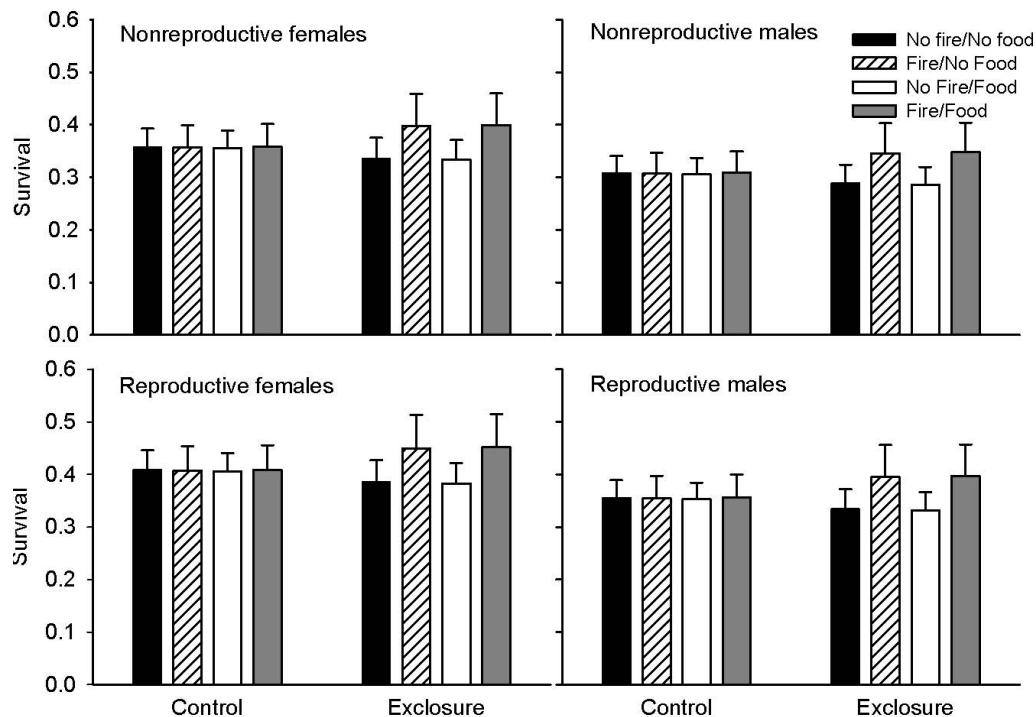 Nonreproductive females
Nonreproductive males
No fire/No food
Fire/No Food
No Fire/Food
Fire/Food
Survival
0.6
0.5
0.4
0.3
0.2
0.1
0.0
Reproductive females
Reproductive males
Survival
0.6
0.5
0.4
0.3
0.2
0.1
0.0
Control
Exclosure
Control
Exclosure